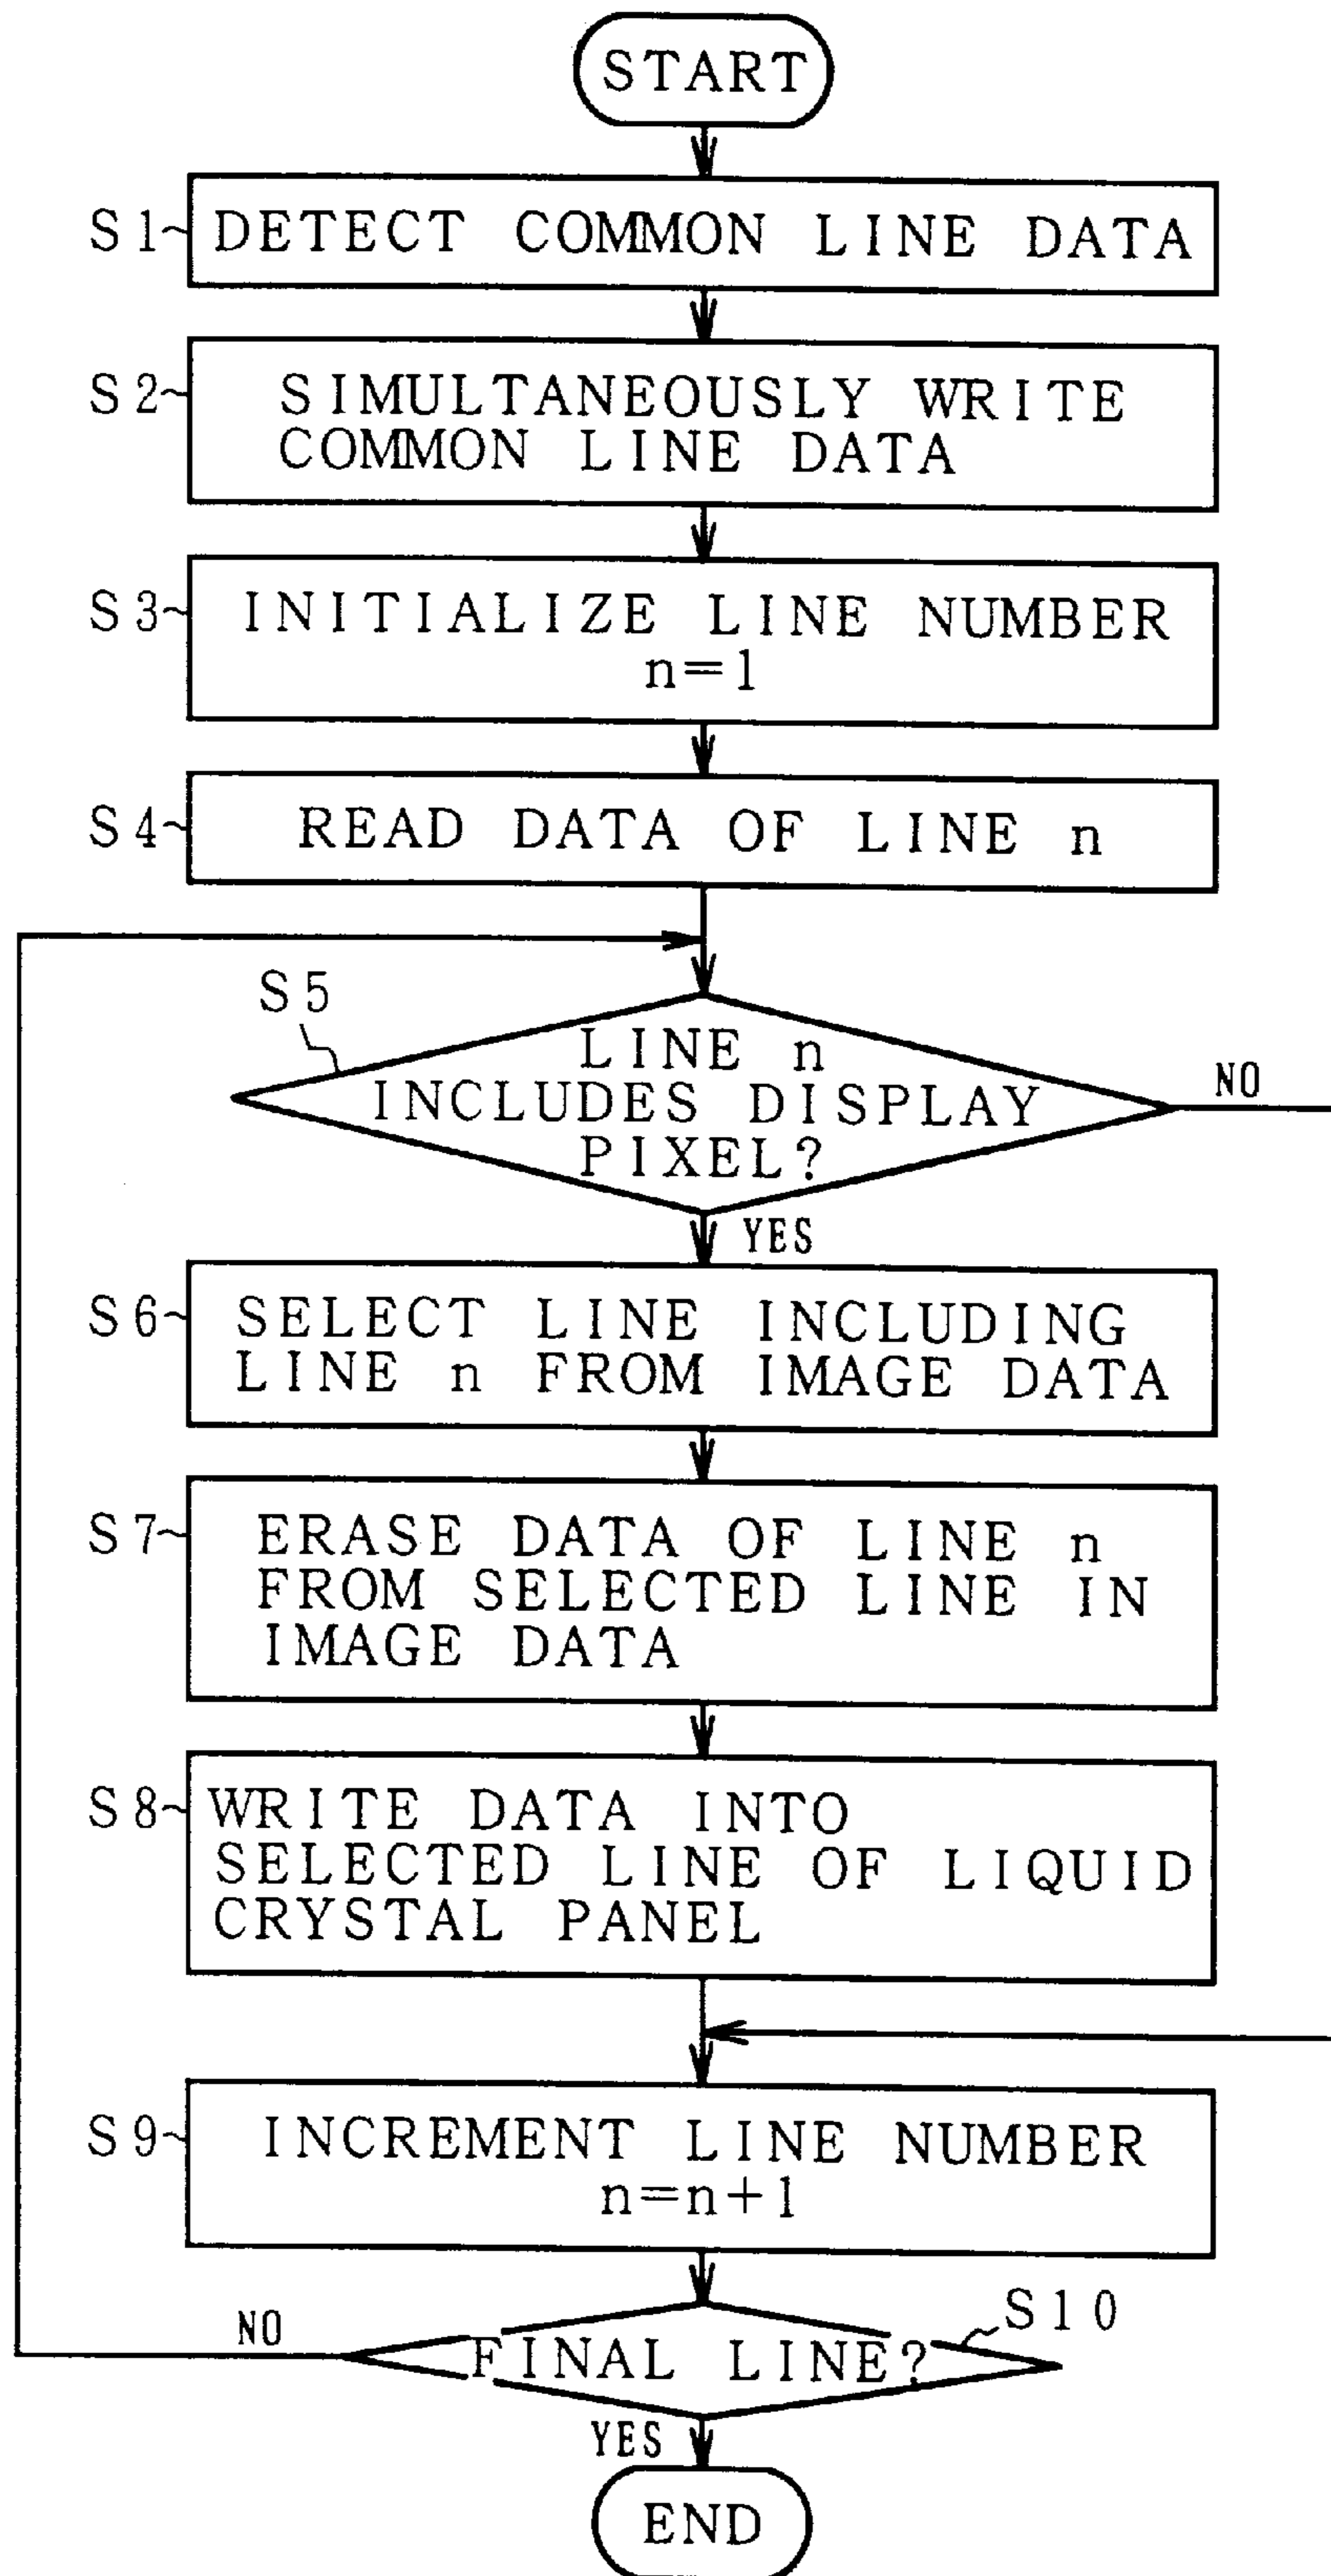 START
S1 DETECT COMMON LINE DATA
S2 SIMULTANEOUSLY WRITE
COMMON LINE DATA
S3 INITIALIZE LINE NUMBER
n=1
S4 READ DATA OF LINE n
S5
LINE n
INCLUDES DISPLAY
PIXEL?
NO
YES
S6 SELECT LINE INCLUDING
LINE n FROM IMAGE DATA
S7 ERASE DATA OF LINE n
FROM SELECTED LINE IN
IMAGE DATA
S8 WRITE DATA INTO
SELECTED LINE OF LIQUID
CRYSTAL PANEL
S9 INCREMENT LINE NUMBER
n=n+1
S10
NO
FINAL LINE?
YES
END